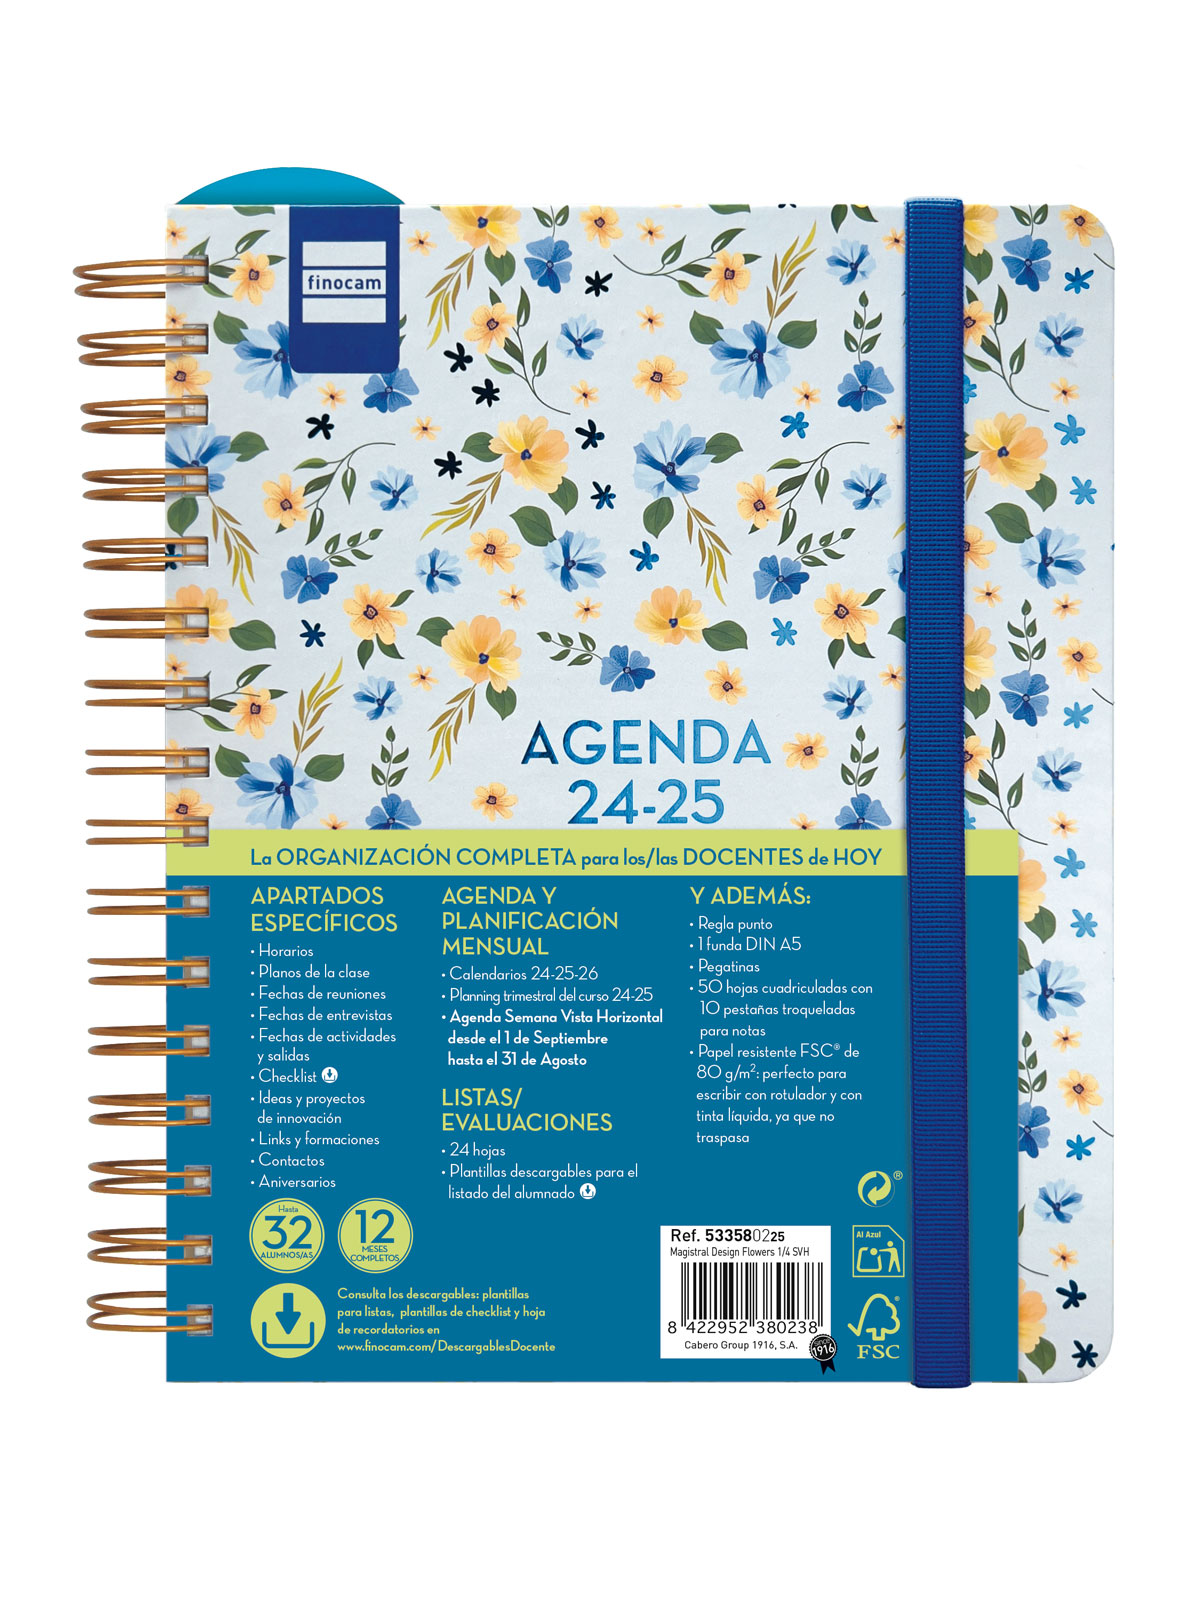 finocam
AGENDA
24-25
La ORGANIZACIÓN COMPLETA para los/las DOCENTES de HOY
APARTADOS
ESPECÍFICOS
• Horarios
• Planos de la clase
• Fechas de reuniones
• Fechas de entrevistas
• Fechas de actividades
y salidas
• Checklist
• Ideas y proyectos
de innovación
• Links y formaciones
• Contactos
• Aniversarios
Hasta
32
ALUMNOS/AS
12
MESES
COMPLETOS
AGENDA Y
PLANIFICACIÓN
MENSUAL
• Calendarios 24-25-26
• Planning trimestral del curso 24-25
• Agenda Semana Vista Horizontal
desde el 1 de Septiembre
hasta el 31 de Agosto
LISTAS/
EVALUACIONES
• 24 hojas
• Plantillas descargables para el
listado del alumnado
Y ADEMÁS:
• Regla punto
• 1 funda DIN A5
• Pegatinas
• 50 hojas cuadriculadas con
10 pestañas troqueladas
para notas
• Papel resistente FSC® de
80 g/m²: perfecto para
escribir con rotulador y con
tinta líquida, ya que no
traspasa
Consulta los descargables: plantillas
para listas, plantillas de checklist y hoja
de recordatorios en
www.finocam.com/DescargablesDocente
Ref. 533580225
Magistral Design Flowers 1/4 SVH
8 422952 380238
Cabero Group 1916, S.A.
since
1916
®
Al Azul
®
FSC